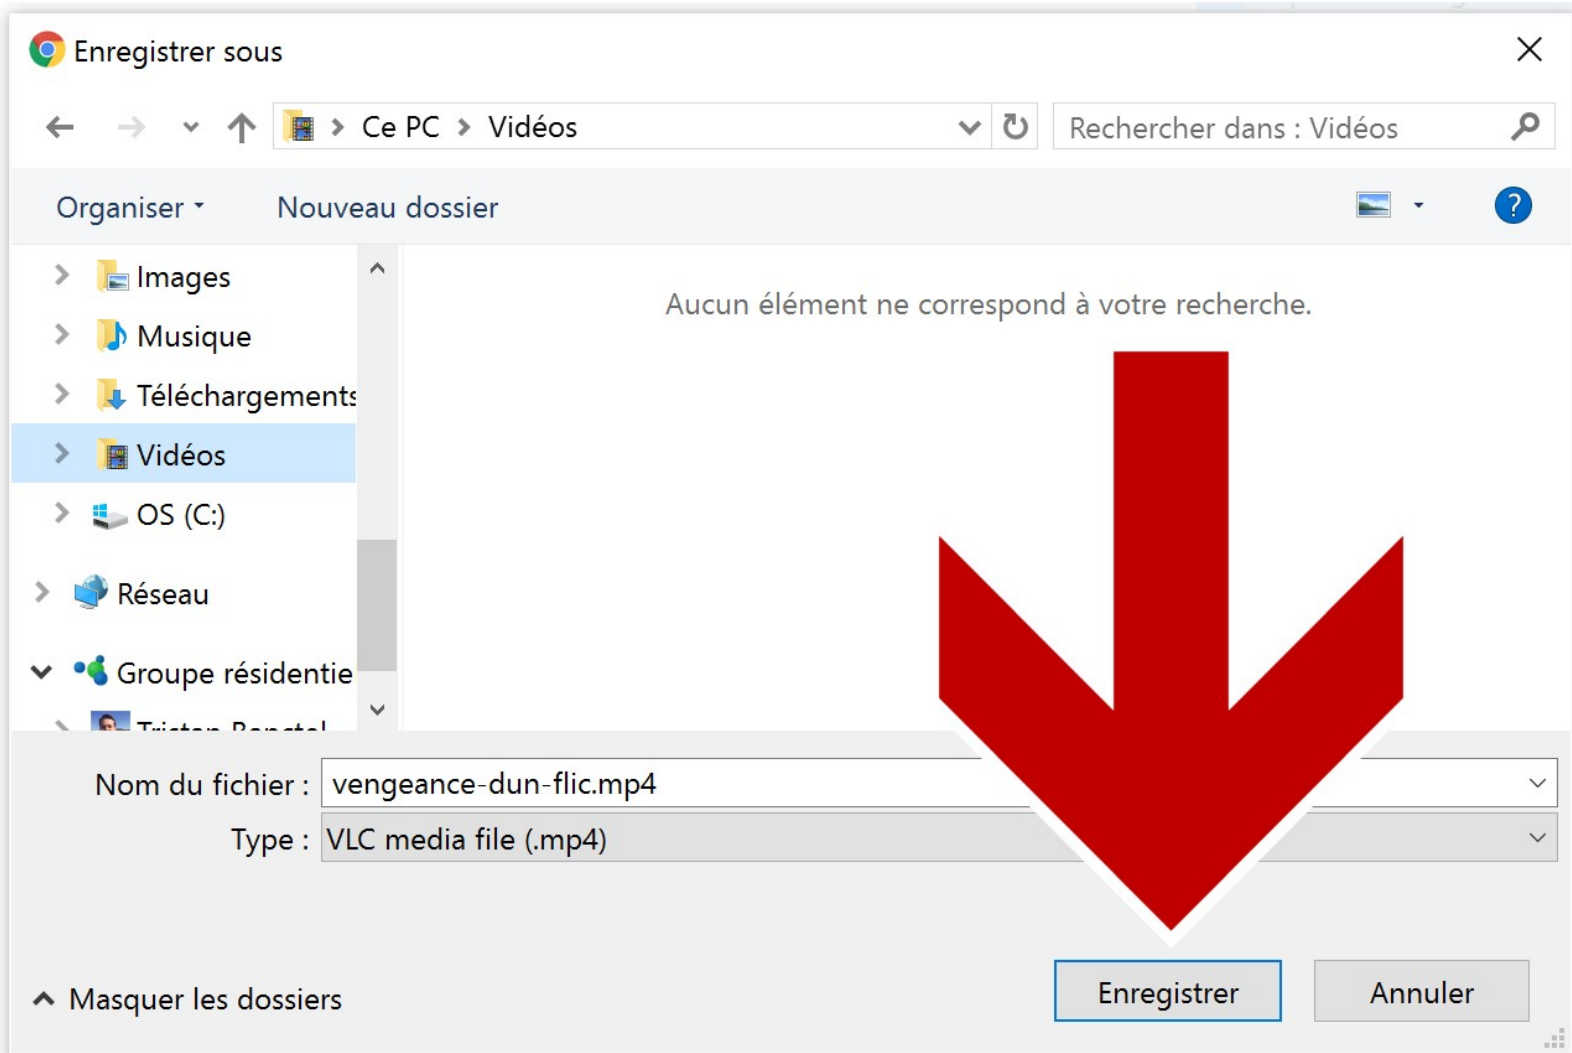 Enregistrer sous
Ce PC > Vidéos
Rechercher dans : Vidéos
Organiser
Nouveau dossier
?
Images
Musique
Téléchargements
Vidéos
OS (C:)
Réseau
Groupe résidentie
Aucun élément ne correspond à votre recherche.
Nom du fichier : vengeance-dun-flic.mp4
Type : VLC media file (.mp4)
Masquer les dossiers
Enregistrer
Annuler